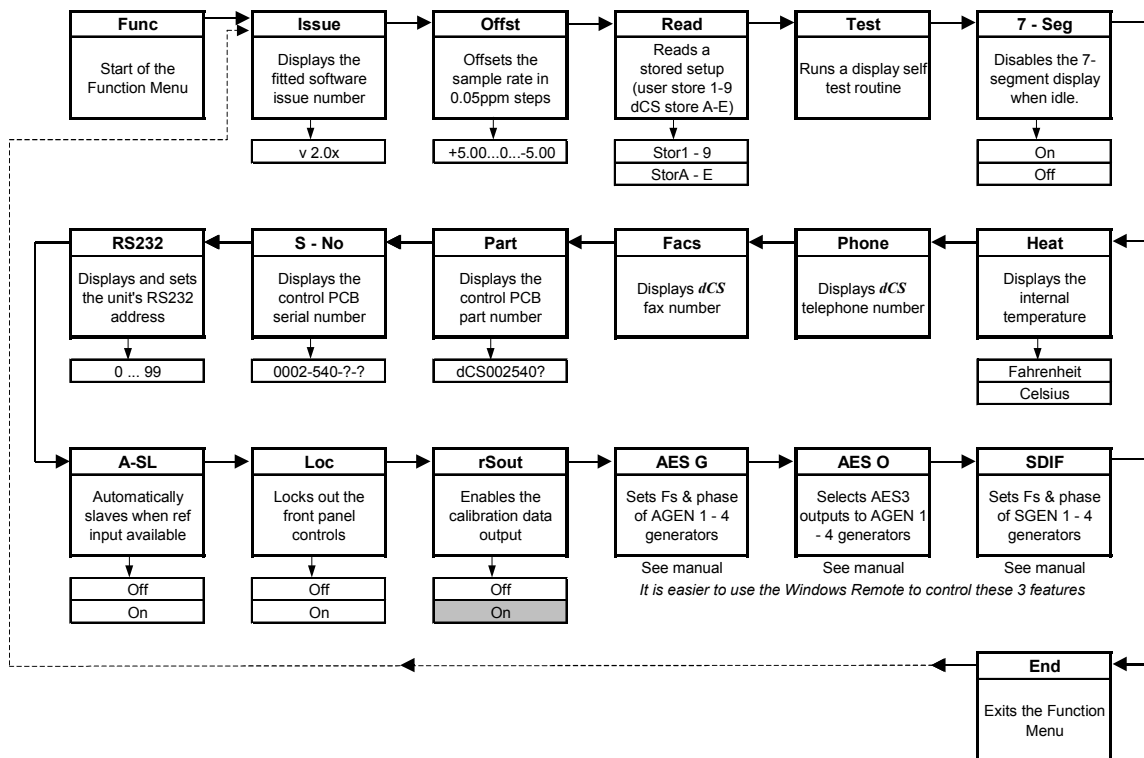 Func
Start of the
Function Menu
Issue
Displays the
fitted software
issue number
v 2.0x
Offst
Offsets the
sample rate in
0.05ppm steps
+5.00...0...-5.00
Read
Reads a
stored setup
(user store 1-9
dCS store A-E)
Stor1 - 9
StorA - E
Test
Runs a display self
test routine
7 - Seg
Disables the 7-
segment display
when idle.
On
Off
RS232
Displays and sets
the unit's RS232
address
0 ... 99
S - No
Displays the
control PCB
serial number
0002-540-?-?
Part
Displays the
control PCB
part number
dCS002540?
Facs
Displays dCS
fax number
Phone
Displays dCS
telephone number
Heat
Displays the
internal
temperature
Fahrenheit
Celsius
A-SL
Automatically
slaves when ref
input available
Off
On
Loc
Locks out the
front panel
controls
Off
On
rSout
Enables the
calibration data
output
Off
On
AES G
Sets Fs & phase
of AGEN 1 - 4
generators
See manual
AES O
Selects AES3
outputs to AGEN 1
- 4 generators
See manual
SDIF
Sets Fs & phase
of SGEN 1 - 4
generators
See manual
It is easier to use the Windows Remote to control these 3 features
End
Exits the Function
Menu